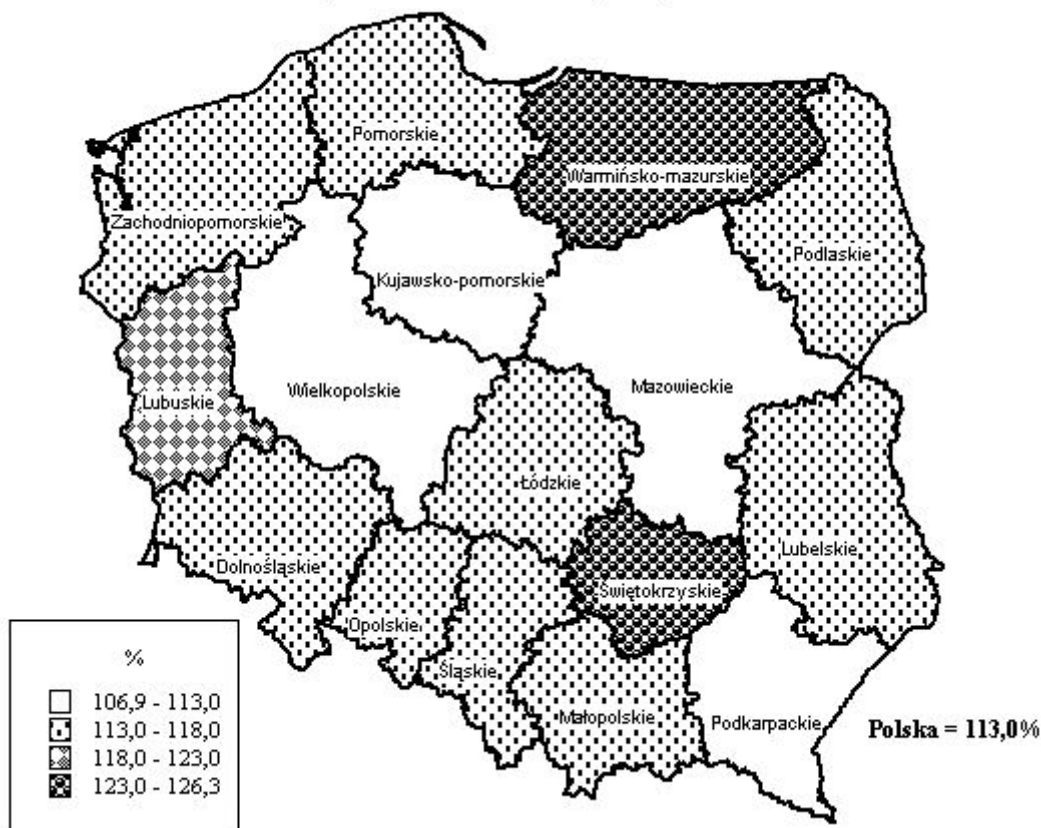 Pomorskie
Warmińsko-mazurskie
Zachodniopomorskie
Podlaskie
Kujawsko-pomorskie
Mazowieckie
Wielkopolskie
Lubuskie
Łódzkie
Lubelskie
Dolnośląskie
Świętokrzyskie
Opolskie
Śląskie
Małopolskie
Podkarpackie
Polska = 113,0%
%
106,9 - 113,0
113,0 - 118,0
118,0 - 123,0
123,0 - 126,3